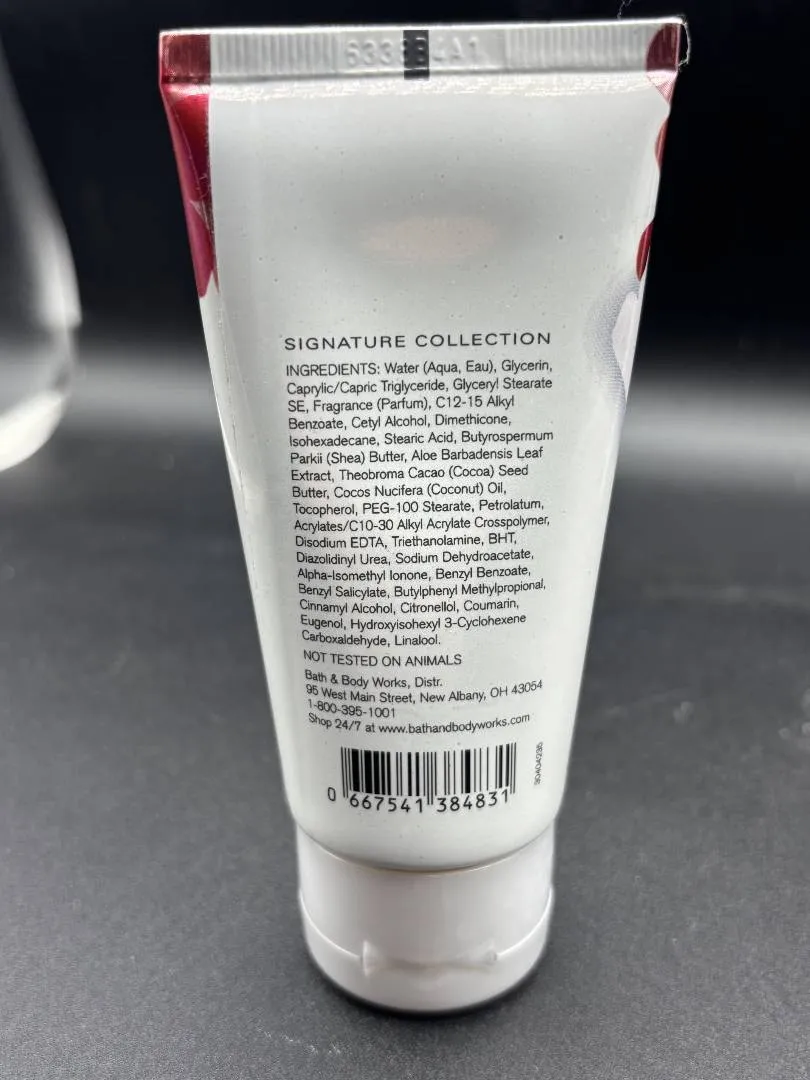 SIGNATURE COLLECTION
INGREDIENTS: Water (Aqua, Eau), Glycerin,
Caprylic/Capric Triglyceride, Glyceryl Stearate
SE, Fragrance (Parfum), C12-15 Alkyl
Benzoate, Cetyl Alcohol, Dimethicone,
Isohexadecane, Stearic Acid, Butyrospermum
Parkii (Shea) Butter, Aloe Barbadensis Leaf
Extract, Theobroma Cacao (Cocoa) Seed
Butter, Cocos Nucifera (Coconut) Oil,
Tocopherol, PEG-100 Stearate, Petrolatum,
Acrylates/C10-30 Alkyl Acrylate Crosspolymer,
Disodium EDTA, Triethanolamine, BHT,
Diazolidinyl Urea, Sodium Dehydroacetate,
Alpha-Isomethyl Ionone, Benzyl Benzoate,
Benzyl Salicylate, Butylphenyl Methylpropional,
Cinnamyl Alcohol, Citronellol, Coumarin,
Eugenol, Hydroxyisohexyl 3-Cyclohexene
Carboxaldehyde, Linalool.
NOT TESTED ON ANIMALS
Bath & Body Works, Distr.
95 West Main Street, New Albany, OH 43054
1-800-395-1001
Shop 24/7 at www.bathandbodyworks.com
0 667541 384831